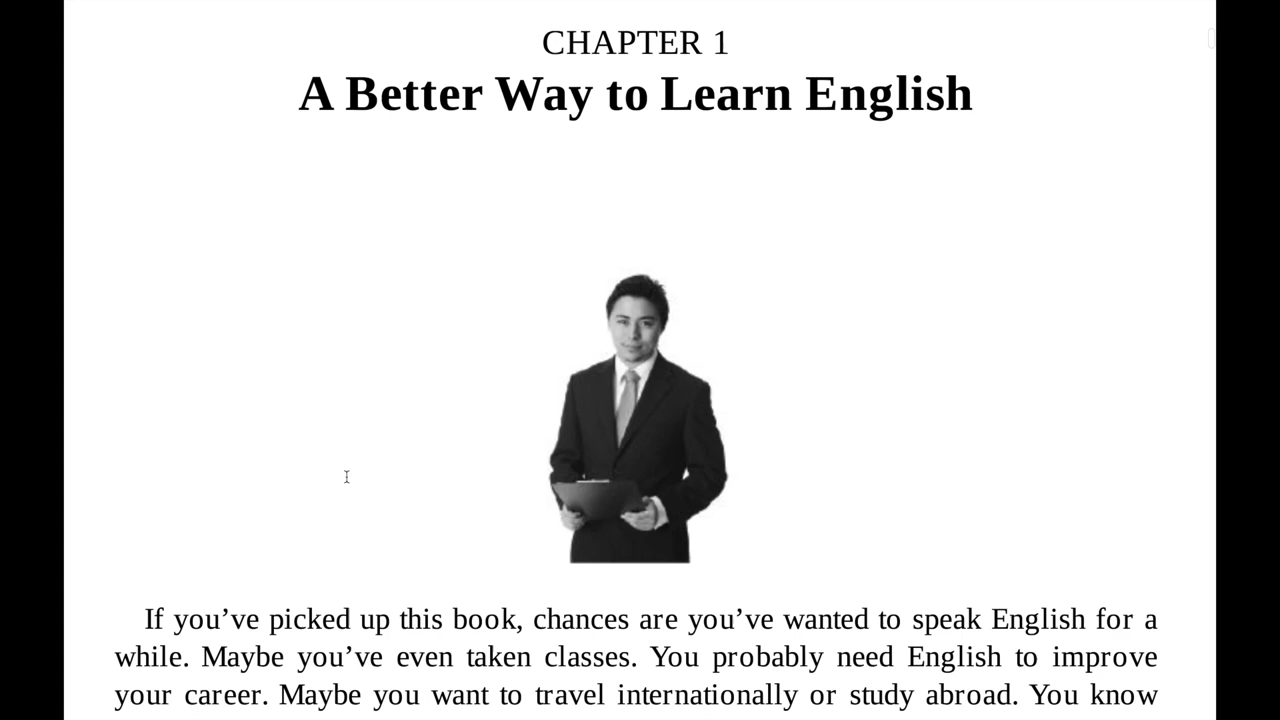 CHAPTER 1
A Better Way to Learn English
If you’ve picked up this book, chances are you’ve wanted to speak English for a
while. Maybe you’ve even taken classes. You probably need English to improve
your career. Maybe you want to travel internationally or study abroad. You know